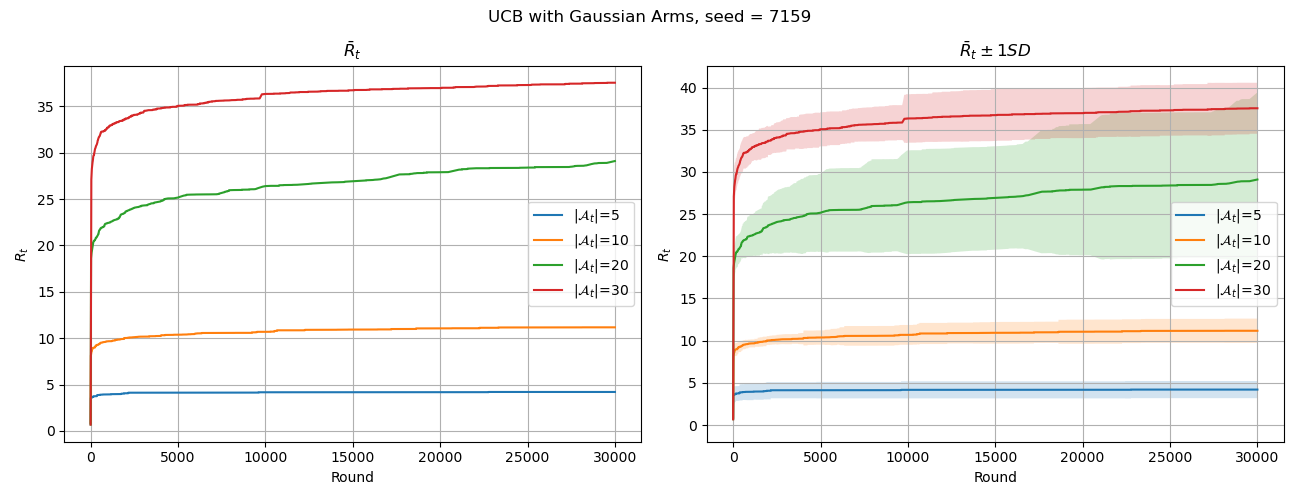 UCB with Gaussian Arms, seed = 7159
R̄ₜ
R̄ₜ ± 1SD
35
30
25
20
15
10
5
0
Rₜ
0 5000 10000 15000 20000 25000 30000
Round
|𝒜ₜ|=5
|𝒜ₜ|=10
|𝒜ₜ|=20
|𝒜ₜ|=30
40
35
30
25
20
15
10
5
0
Rₜ
0 5000 10000 15000 20000 25000 30000
Round
|𝒜ₜ|=5
|𝒜ₜ|=10
|𝒜ₜ|=20
|𝒜ₜ|=30